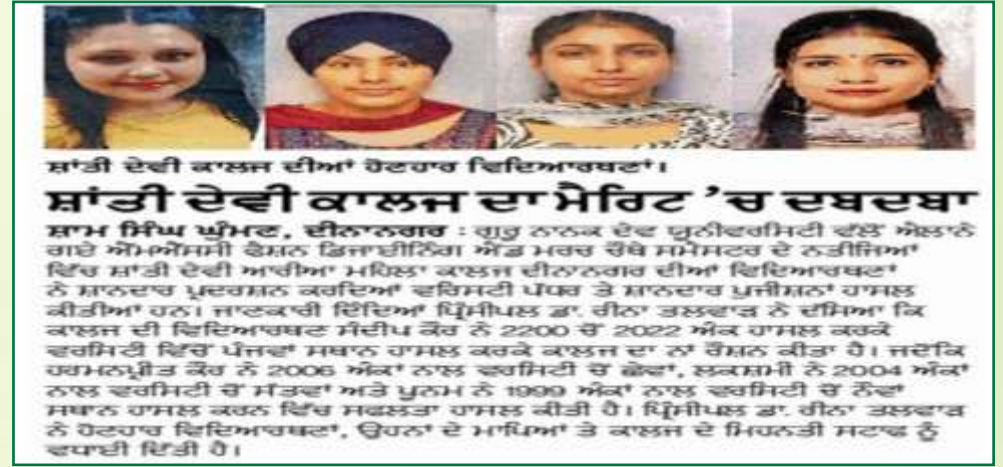 ਸ਼ਾਂਤੀ ਦੇਵੀ ਕਾਲਜ ਦੀਆਂ ਹੋਣਹਾਰ ਵਿਦਿਆਰਥਣਾਂ।
ਸ਼ਾਂਤੀ ਦੇਵੀ ਕਾਲਜ ਦਾ ਮੈਰਿਟ ’ਚ ਦਬਦਬਾ
ਸ਼ਾਮ ਸਿੰਘ ਘੁੰਮਣ, ਦੀਨਾਨਗਰ : ਗੁਰੂ ਨਾਨਕ ਦੇਵ ਯੂਨੀਵਰਸਿਟੀ ਵੱਲੋਂ ਐਲਾਨੇ
ਗਏ ਐੱਮਐੱਸਸੀ ਫੈਸ਼ਨ ਡਿਜਾਈਨਿੰਗ ਐਂਡ ਮਰਚ ਚੌਥੇ ਸਮੈਸਟਰ ਦੇ ਨਤੀਜਿਆਂ
ਵਿੱਚ ਸ਼ਾਂਤੀ ਦੇਵੀ ਆਰੀਆ ਮਹਿਲਾ ਕਾਲਜ ਦੀਨਾਨਗਰ ਦੀਆਂ ਵਿਦਿਆਰਥਣਾਂ
ਨੇ ਸ਼ਾਨਦਾਰ ਪ੍ਰਦਰਸ਼ਨ ਕਰਦਿਆਂ ਵਰਸਿਟੀ ਪੱਧਰ ਤੇ ਸ਼ਾਨਦਾਰ ਪੁਜੀਸ਼ਨਾਂ ਹਾਸਲ
ਕੀਤੀਆਂ ਹਨ। ਜਾਣਕਾਰੀ ਦਿੰਦਿਆਂ ਪ੍ਰਿੰਸੀਪਲ ਡਾ. ਰੀਨਾ ਤਲਵਾੜ ਨੇ ਦੱਸਿਆ ਕਿ
ਕਾਲਜ ਦੀ ਵਿਦਿਆਰਥਣ ਸੰਦੀਪ ਕੌਰ ਨੇ 2200 ਚੋਂ 2022 ਅੰਕ ਹਾਸਲ ਕਰਕੇ
ਵਰਸਿਟੀ ਵਿੱਚੋਂ ਪੰਜਵਾਂ ਸਥਾਨ ਹਾਸਲ ਕਰਕੇ ਕਾਲਜ ਦਾ ਨਾਂ ਰੌਸ਼ਨ ਕੀਤਾ ਹੈ। ਜਦੋਂਕਿ
ਹਰਮਨਪ੍ਰੀਤ ਕੌਰ ਨੇ 2006 ਅੰਕਾਂ ਨਾਲ ਵਰਸਿਟੀ ਚੋਂ ਛੇਵਾਂ, ਲਕਸ਼ਮੀ ਨੇ 2004 ਅੰਕਾਂ
ਨਾਲ ਵਰਸਿਟੀ ਚੋਂ ਸੱਤਵਾਂ ਅਤੇ ਪੂਨਮ ਨੇ 1999 ਅੰਕਾਂ ਨਾਲ ਵਰਸਿਟੀ ਚੋਂ ਨੌਵਾਂ
ਸਥਾਨ ਹਾਸਲ ਕਰਨ ਵਿੱਚ ਸਫਲਤਾ ਹਾਸਲ ਕੀਤੀ ਹੈ। ਪ੍ਰਿੰਸੀਪਲ ਡਾ. ਰੀਨਾ ਤਲਵਾੜ
ਨੇ ਹੋਣਹਾਰ ਵਿਦਿਆਰਥਣਾਂ, ਉਹਨਾਂ ਦੇ ਮਾਪਿਆਂ ਤੇ ਕਾਲਜ ਦੇ ਮਿਹਨਤੀ ਸਟਾਫ ਨੂੰ
ਵਧਾਈ ਦਿੱਤੀ ਹੈ।